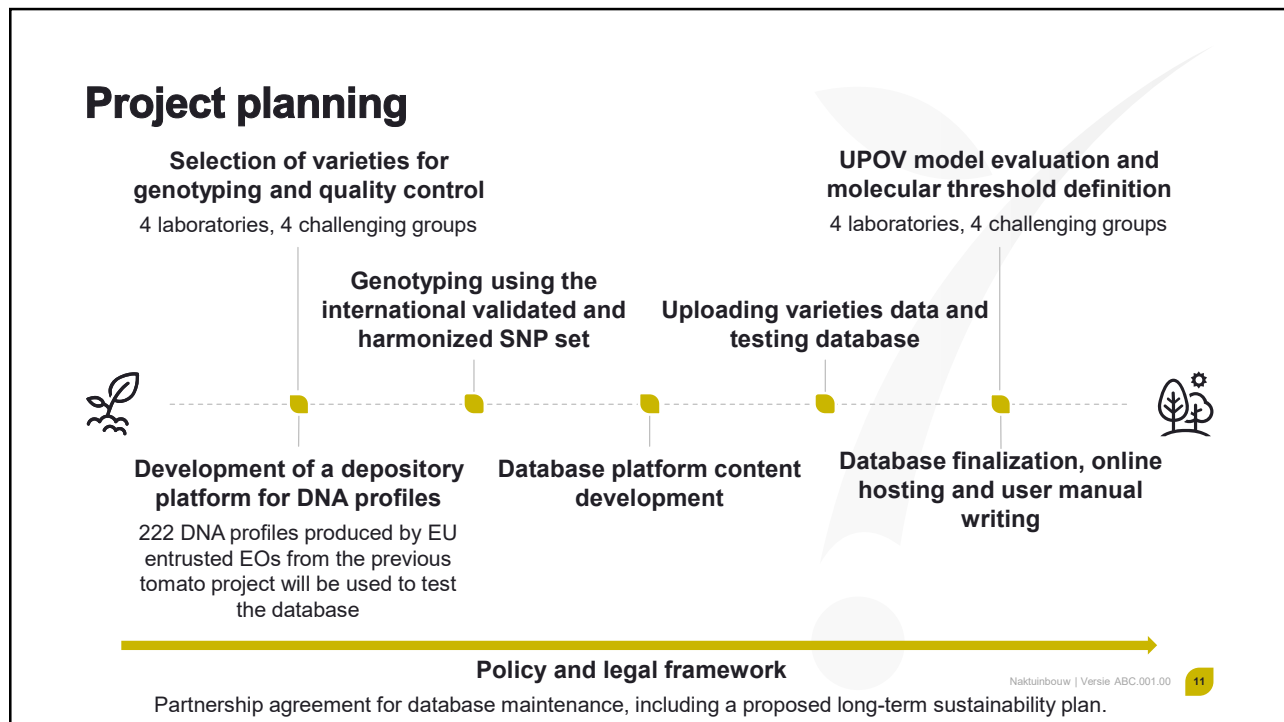 Project planning
Selection of varieties for
genotyping and quality control
4 laboratories, 4 challenging groups
UPOV model evaluation and
molecular threshold definition
4 laboratories, 4 challenging groups
Genotyping using the
international validated and
harmonized SNP set
Uploading varieties data and
testing database
Development of a depository
platform for DNA profiles
222 DNA profiles produced by EU
entrusted EOs from the previous
tomato project will be used to test
the database
Database platform content
development
Database finalization, online
hosting and user manual
writing
Policy and legal framework
Partnership agreement for database maintenance, including a proposed long-term sustainability plan.
Naktuinbouw | Versie ABC.001.00
11